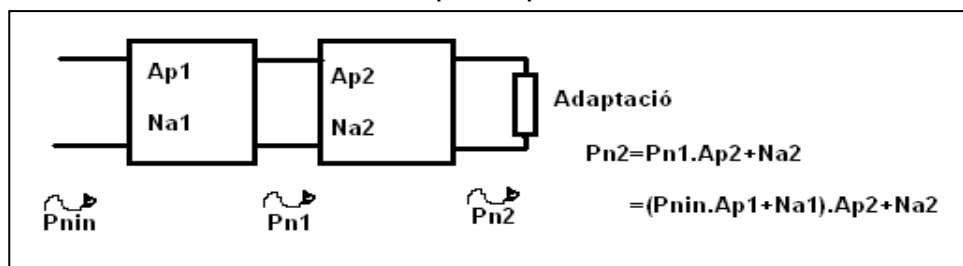 Ap1
Na1
Ap2
Na2
Adaptació
Pn2=Pn1.Ap2+Na2
=(Pnin.Ap1+Na1).Ap2+Na2
Pnin
Pn1
Pn2